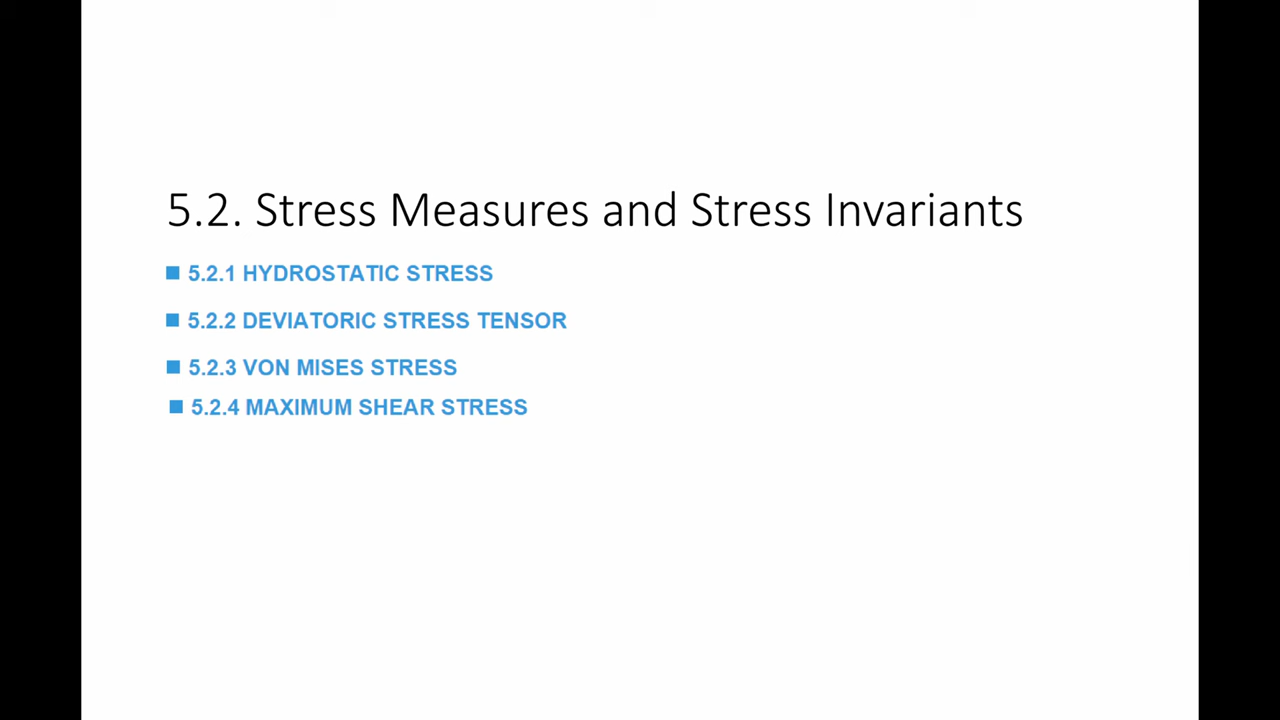 5.2. Stress Measures and Stress Invariants
5.2.1 HYDROSTATIC STRESS
5.2.2 DEVIATORIC STRESS TENSOR
5.2.3 VON MISES STRESS
5.2.4 MAXIMUM SHEAR STRESS